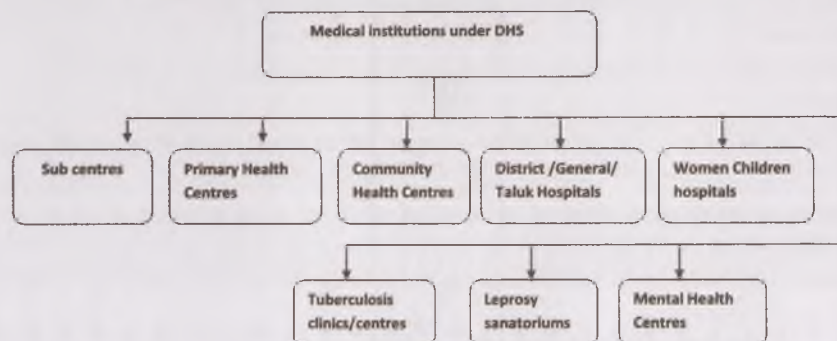 Medical institutions under DHS
Sub centres
Primary Health
Centres
Community
Health Centres
District /General/
Taluk Hospitals
Women Children
hospitals
Tuberculosis
clinics/centres
Leprosy
sanatoriums
Mental Health
Centres